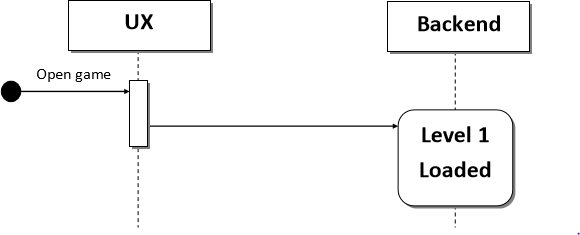 UX
Backend
Open game
Level 1
Loaded